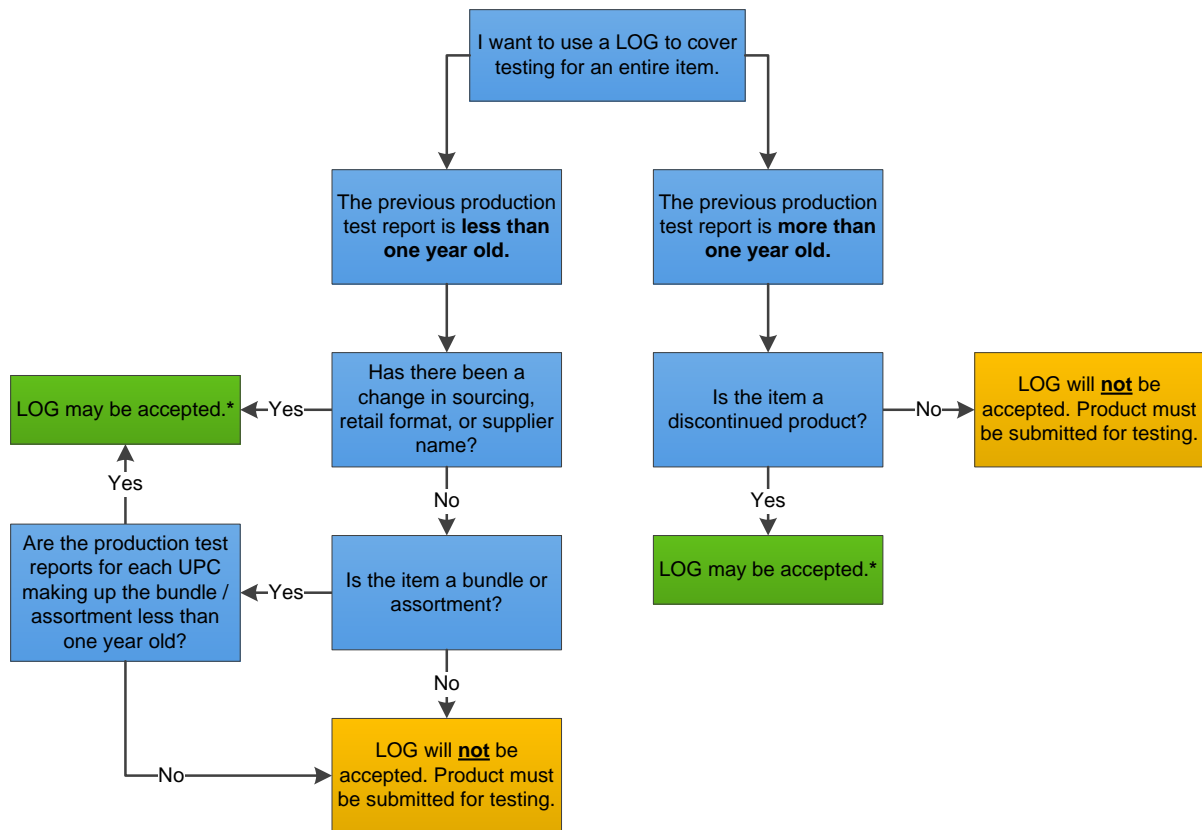 I want to use a LOG to cover
testing for an entire item.
The previous production
test report is less than
one year old.
The previous production
test report is more than
one year old.
Has there been a
change in sourcing,
retail format, or supplier
name?
Yes
LOG may be accepted.*
Is the item a
discontinued product?
No
LOG will not be
accepted. Product must
be submitted for testing.
Yes
No
Yes
Are the production test
reports for each UPC
making up the bundle /
assortment less than
one year old?
Yes
Is the item a bundle or
assortment?
LOG may be accepted.*
No
No
LOG will not be
accepted. Product must
be submitted for testing.